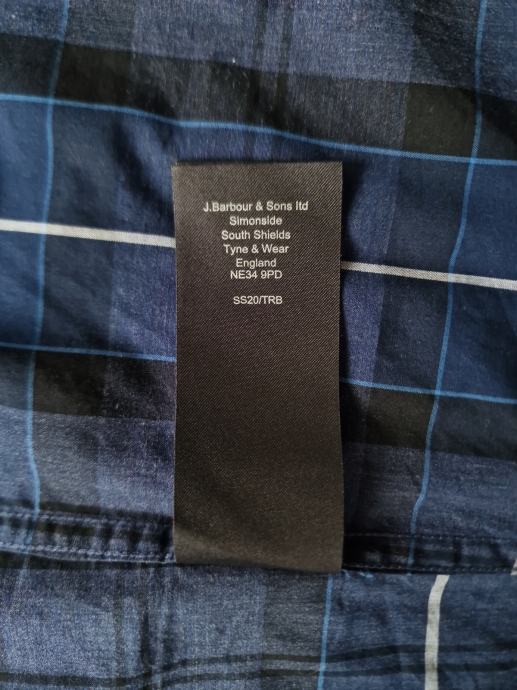 J.Barbour & Sons ltd
Simonside
South Shields
Tyne & Wear
England
NE34 9PD
SS20/TRB